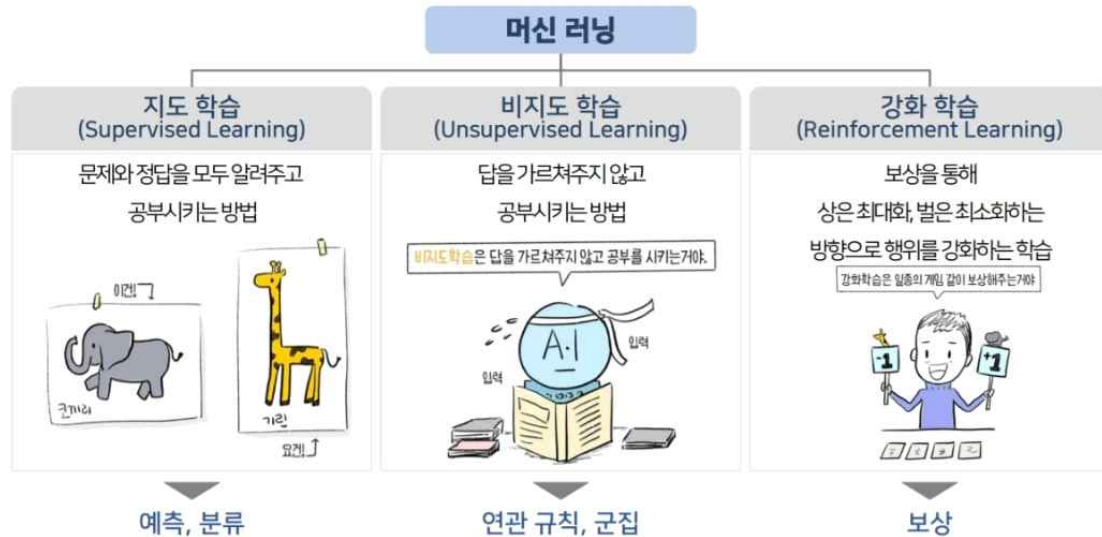 머신 러닝
지도 학습
(Supervised Learning)
문제와 정답을 모두 알려주고
공부시키는 방법
이건!
코끼리
기린
요건!
예측, 분류
비지도 학습
(Unsupervised Learning)
답을 가르쳐주지 않고
공부시키는 방법
비지도학습은 답을 가르쳐주지 않고 공부를 시키는거야.
A.I
입력
입력
연관 규칙, 군집
강화 학습
(Reinforcement Learning)
보상을 통해
상은 최대화, 벌은 최소화하는
방향으로 행위를 강화하는 학습
강화학습은 일종의 게임 같이 보상해주는거야
-1
+1
보상